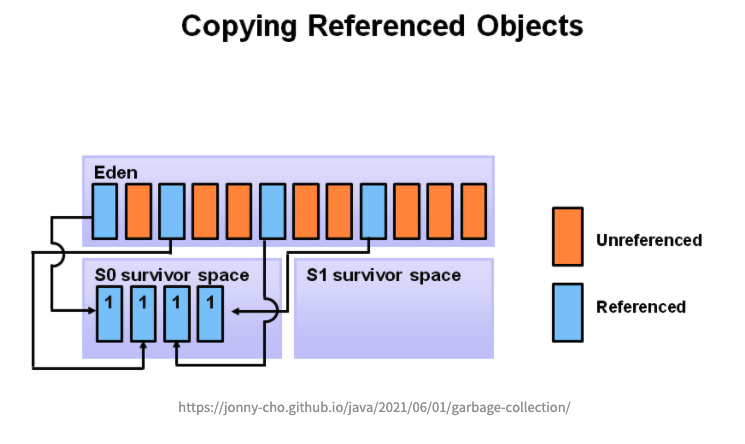 Copying Referenced Objects
Eden
S0 survivor space
S1 survivor space
1 1 1 1
Unreferenced
Referenced
https://jonny-cho.github.io/java/2021/06/01/garbage-collection/